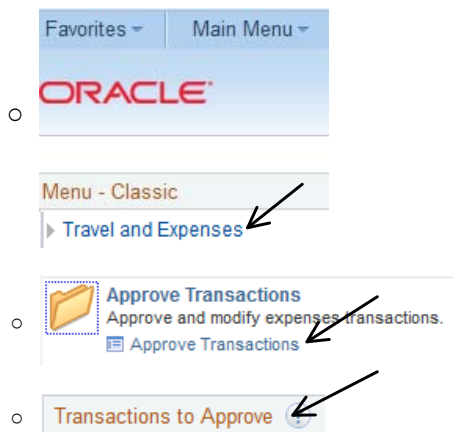 Favorites Main Menu
ORACLE
Menu - Classic
Travel and Expenses
Approve Transactions
Approve and modify expenses transactions.
Approve Transactions
Transactions to Approve